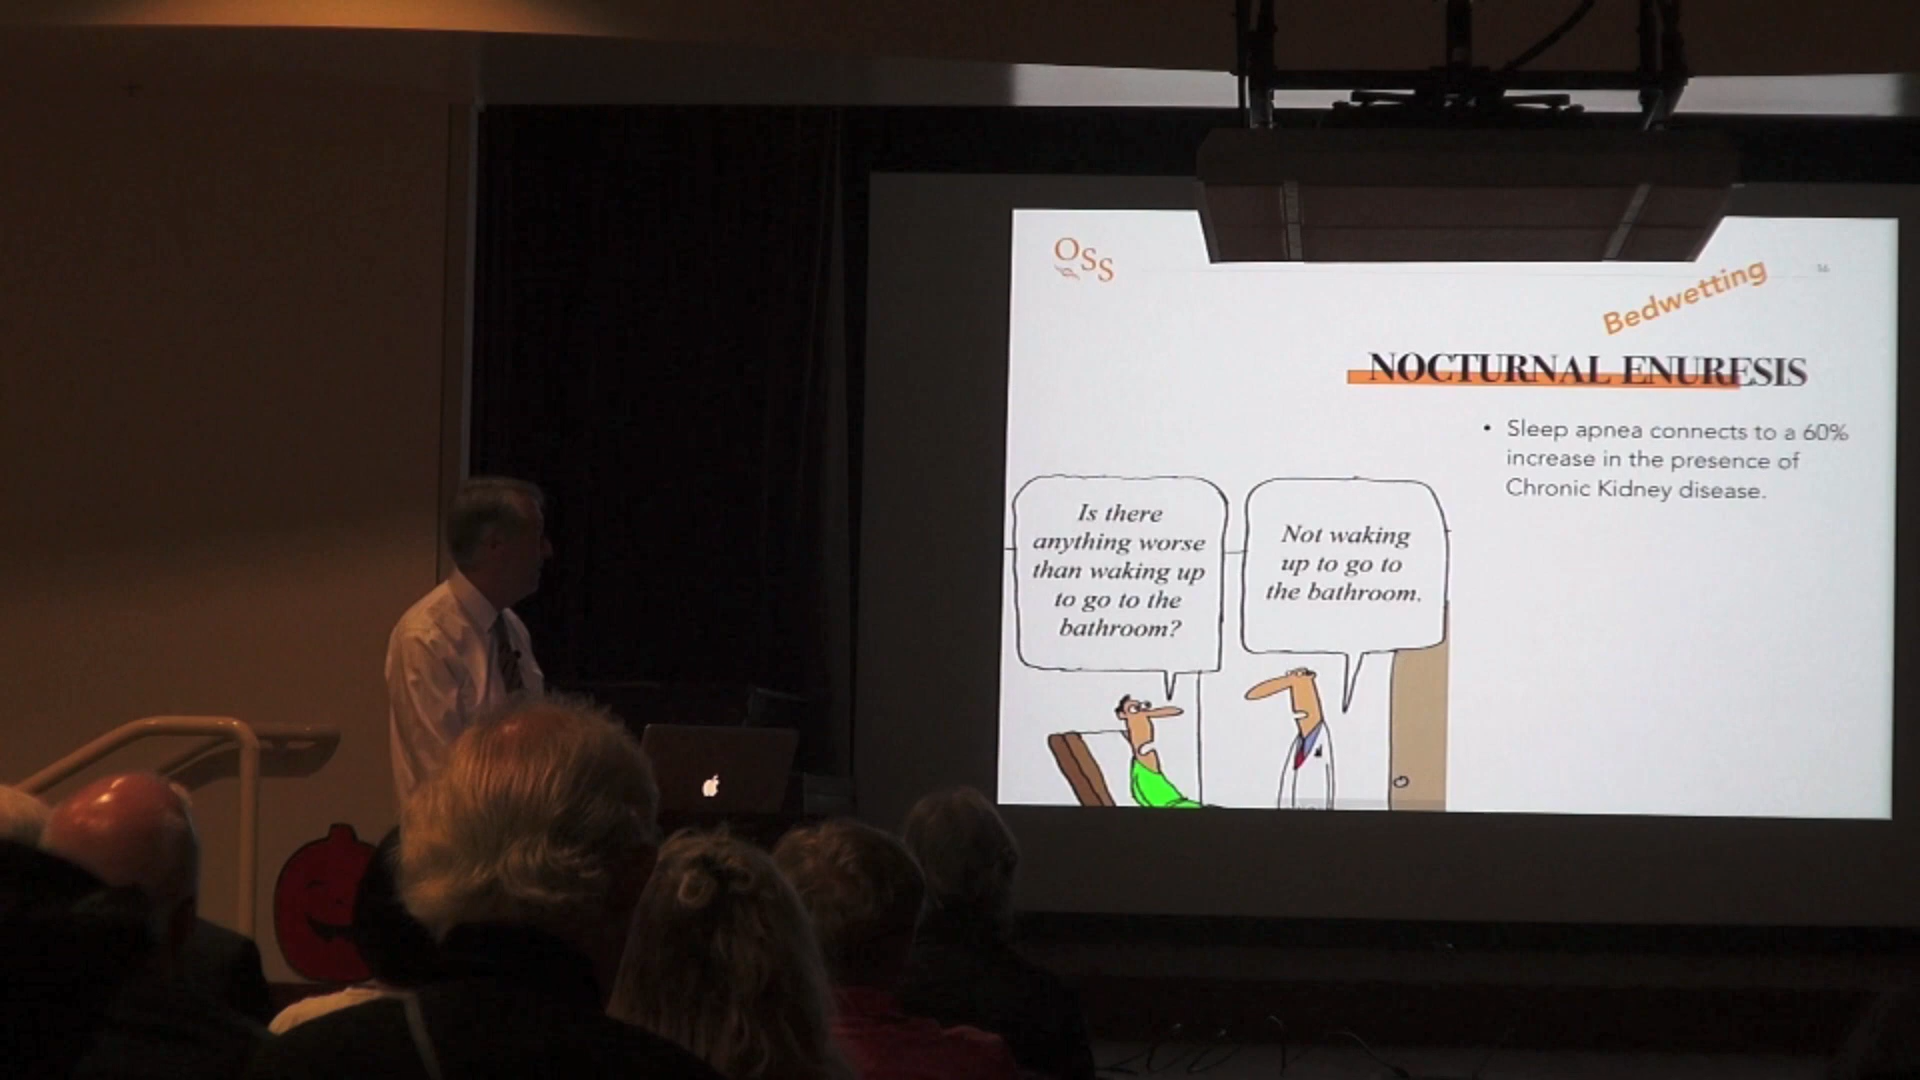 OSS
16
Bedwetting
NOCTURNAL ENURESIS
• Sleep apnea connects to a 60%
increase in the presence of
Chronic Kidney disease.
Is there
anything worse
than waking up
to go to the
bathroom?
Not waking
up to go to
the bathroom.